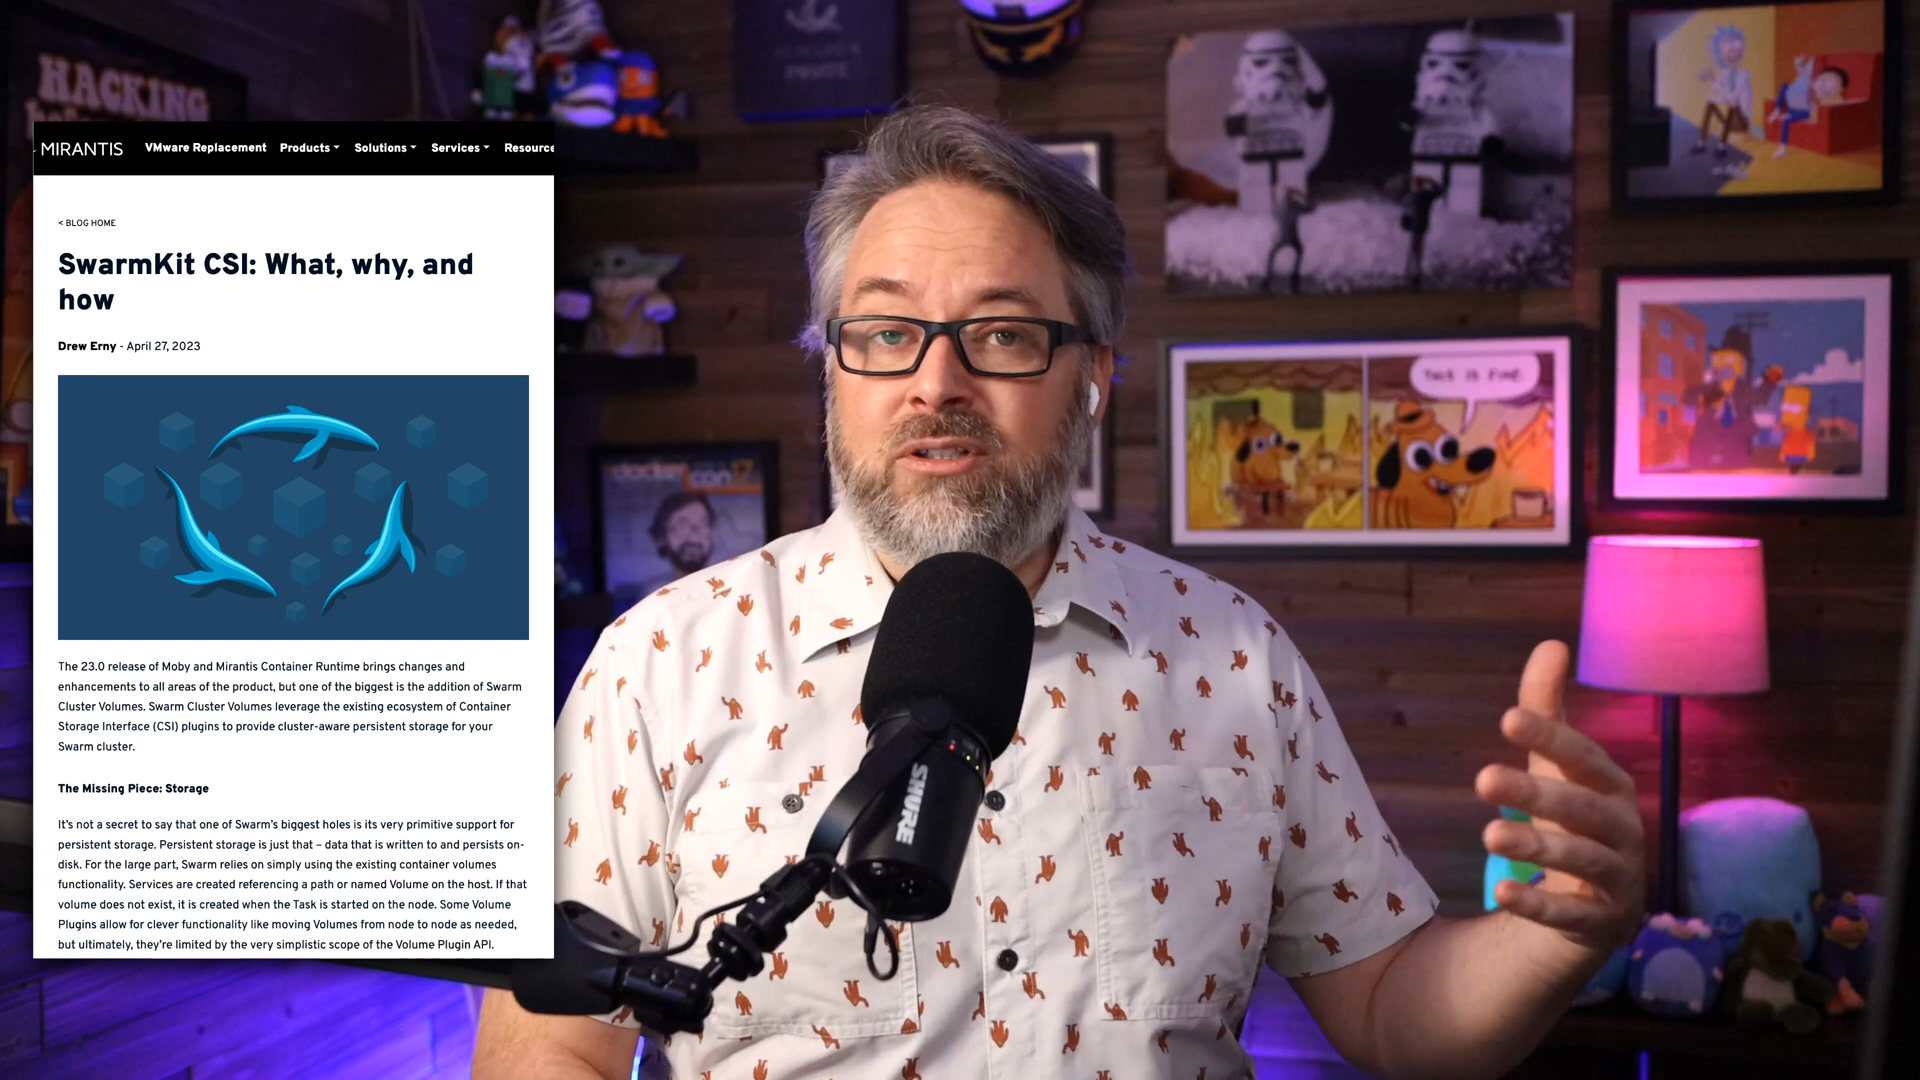 HACKING
MIRANTIS
VMware Replacement
Products
Solutions
Services
Resource
< BLOG HOME
SwarmKit CSI: What, why, and
how
Drew Erny - April 27, 2023
The 23.0 release of Moby and Mirantis Container Runtime brings changes and
enhancements to all areas of the product, but one of the biggest is the addition of Swarm
Cluster Volumes. Swarm Cluster Volumes leverage the existing ecosystem of Container
Storage Interface (CSI) plugins to provide cluster-aware persistent storage for your
Swarm cluster.
The Missing Piece: Storage
It's not a secret to say that one of Swarm's biggest holes is its very primitive support for
persistent storage. Persistent storage is just that – data that is written to and persists on-
disk. For the large part, Swarm relies on simply using the existing container volumes
functionality. Services are created referencing a path or named Volume on the host. If that
volume does not exist, it is created when the Task is started on the node. Some Volume
Plugins allow for clever functionality like moving Volumes from node to node as needed,
but ultimately, they're limited by the very simplistic scope of the Volume Plugin API.
dockercon17
THIS IS FINE.
SHURE